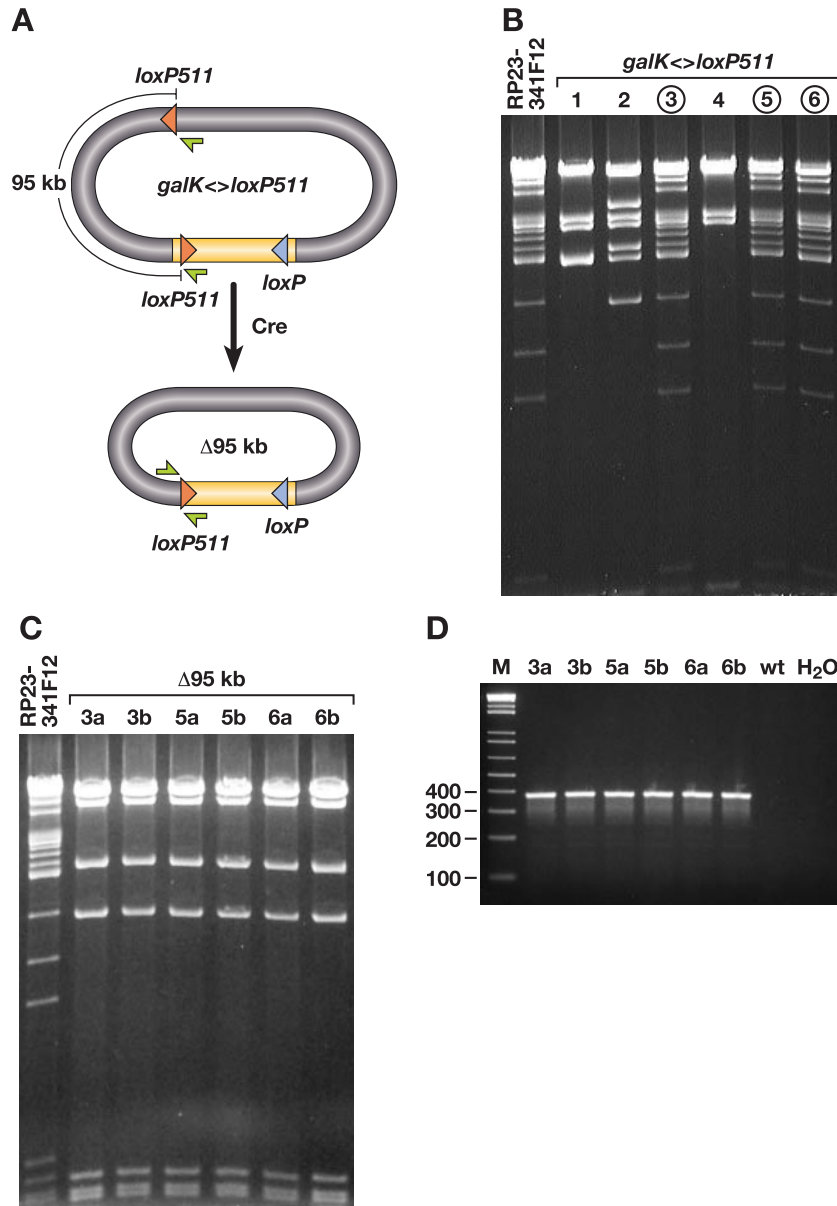 A
loxP511
95 kb
galK<>loxP511
loxP511
loxP
Cre
Δ95 kb
loxP511
loxP
B
RP23-
341F12
galK<>loxP511
1 2 3 4 5 6
C
RP23-
341F12
Δ95 kb
3a 3b 5a 5b 6a 6b
D
M 3a 3b 5a 5b 6a 6b wt H₂O
400
300
200
100